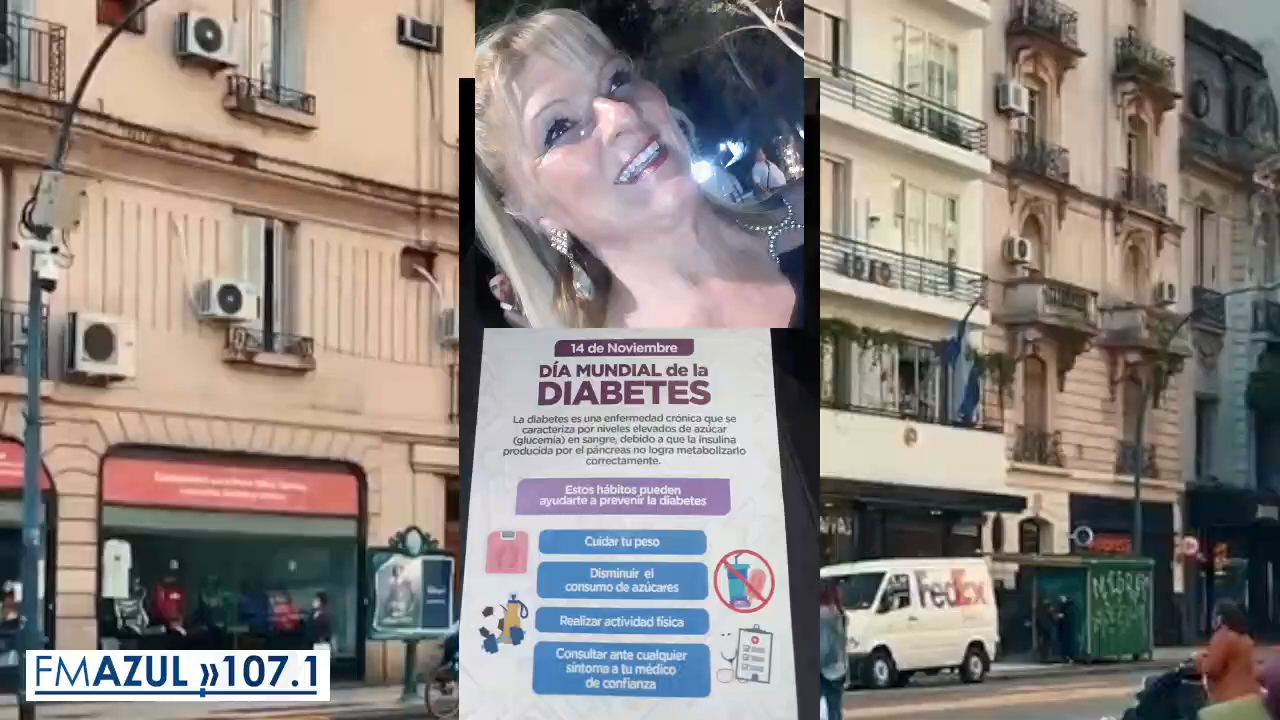 14 de Noviembre
DÍA MUNDIAL de la
DIABETES
La diabetes es una enfermedad crónica que se
caracteriza por niveles elevados de azúcar
(glucemia) en sangre, debido a que la insulina
producida por el páncreas no logra metabolizarlo
correctamente.
Estos hábitos pueden
ayudarte a prevenir la diabetes
Cuidar tu peso
Disminuir el
consumo de azúcares
Realizar actividad física
Consultar ante cualquier
síntoma a tu médico
de confianza
FedEx
FMAZUL »107.1